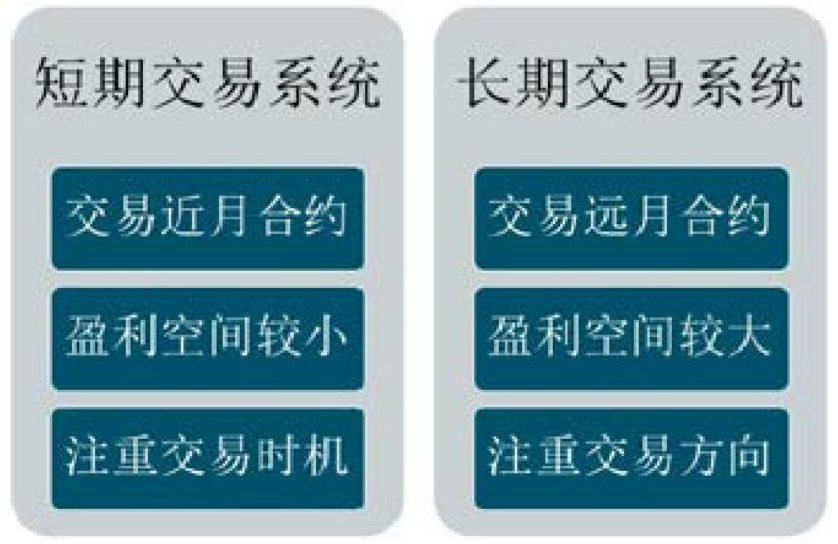 短期交易系统
交易近月合约
盈利空间较小
注重交易时机
长期交易系统
交易远月合约
盈利空间较大
注重交易方向